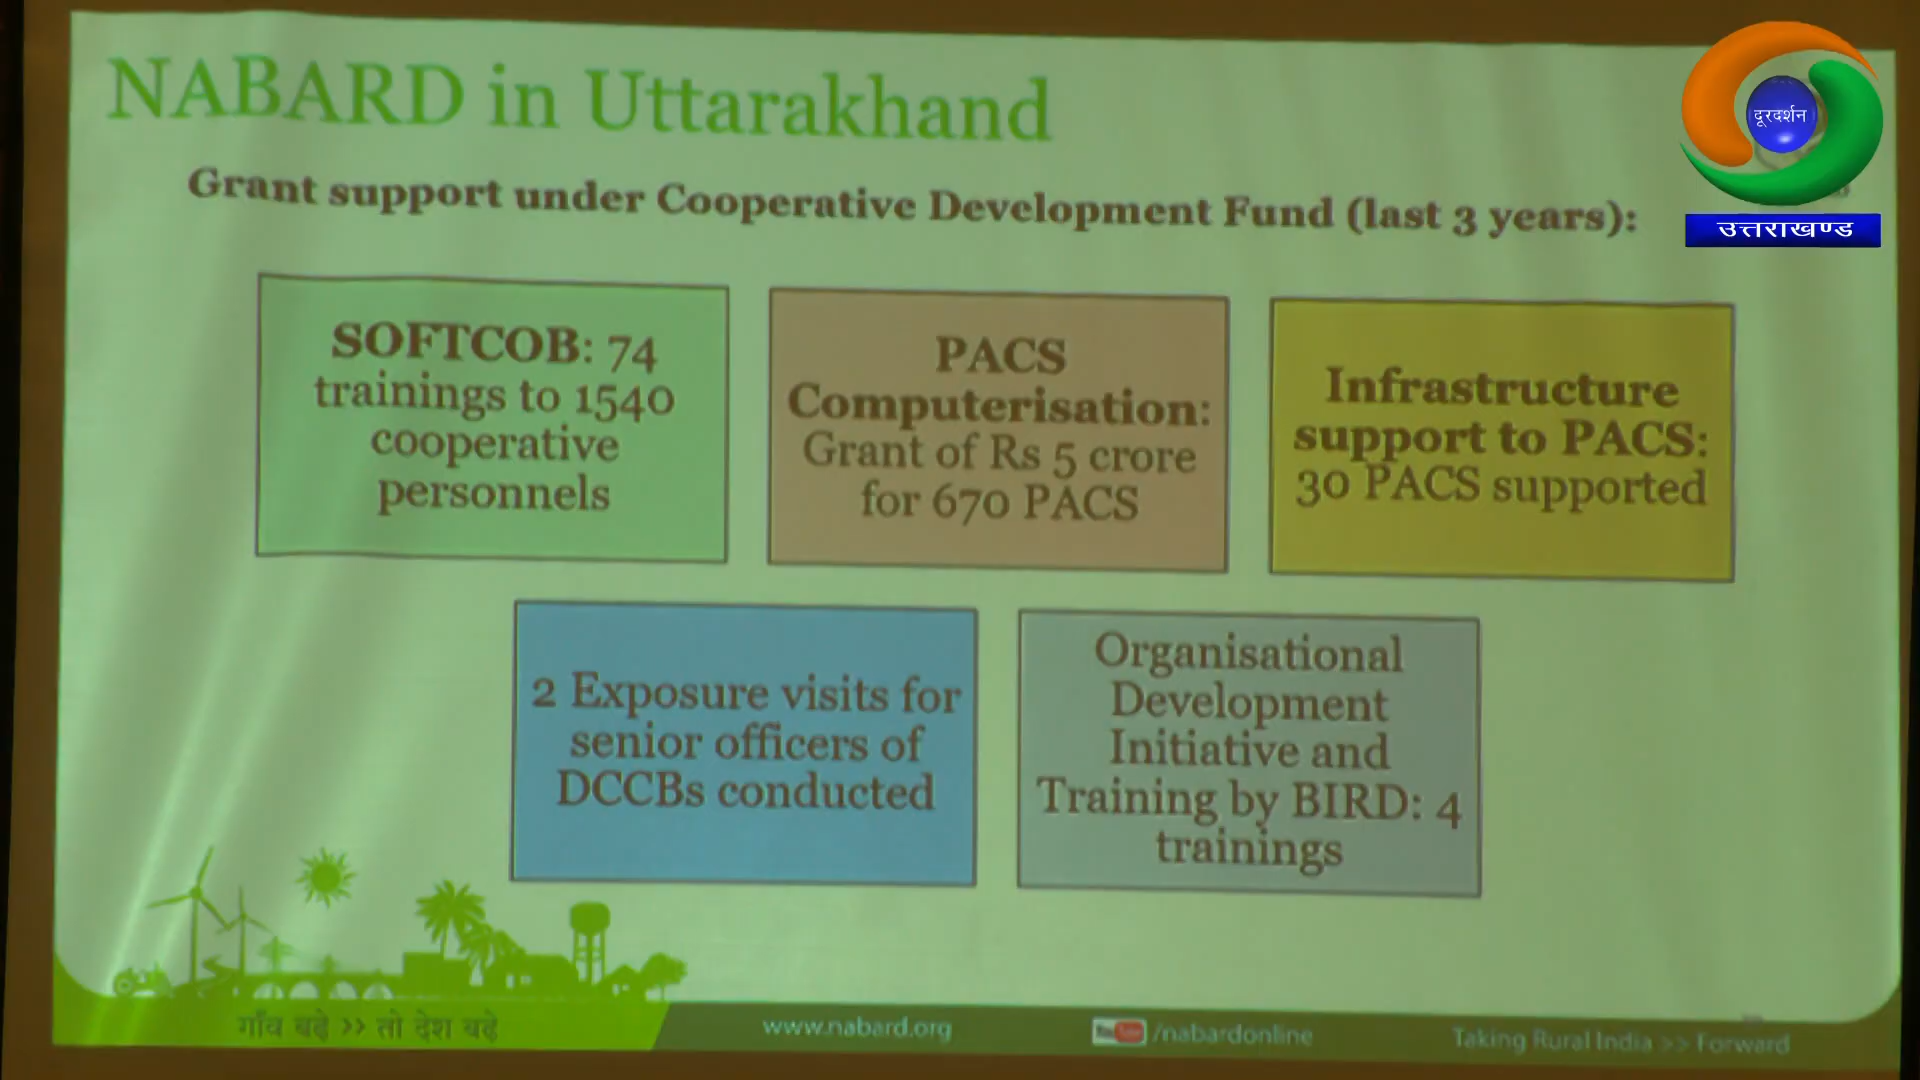 NABARD in Uttarakhand
दूरदर्शन
उत्तराखण्ड
Grant support under Cooperative Development Fund (last 3 years):
SOFTCOB: 74
trainings to 1540
cooperative
personnels
PACS
Computerisation:
Grant of Rs 5 crore
for 670 PACS
Infrastructure
support to PACS:
30 PACS supported
2 Exposure visits for
senior officers of
DCCBs conducted
Organisational
Development
Initiative and
Training by BIRD: 4
trainings
गाँव बढ़े >> तो देश बढ़े
www.nabard.org
YouTube /nabardonline
Taking Rural India >> Forward